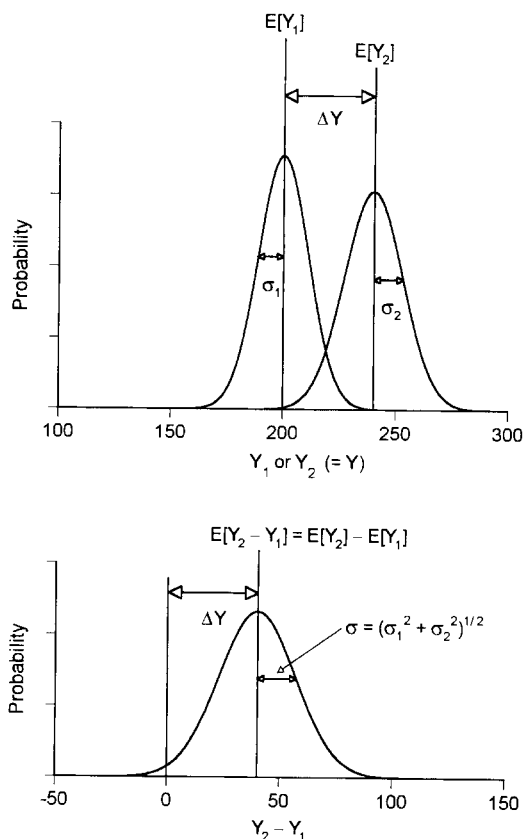 E[Y₁]
E[Y₂]
ΔY
Probability
σ₁
σ₂
100 150 200 250 300
Y₁ or Y₂ (= Y)
E[Y₂ – Y₁] = E[Y₂] – E[Y₁]
ΔY
σ = (σ₁² + σ₂²)¹/²
Probability
-50 0 50 100 150
Y₂ – Y₁